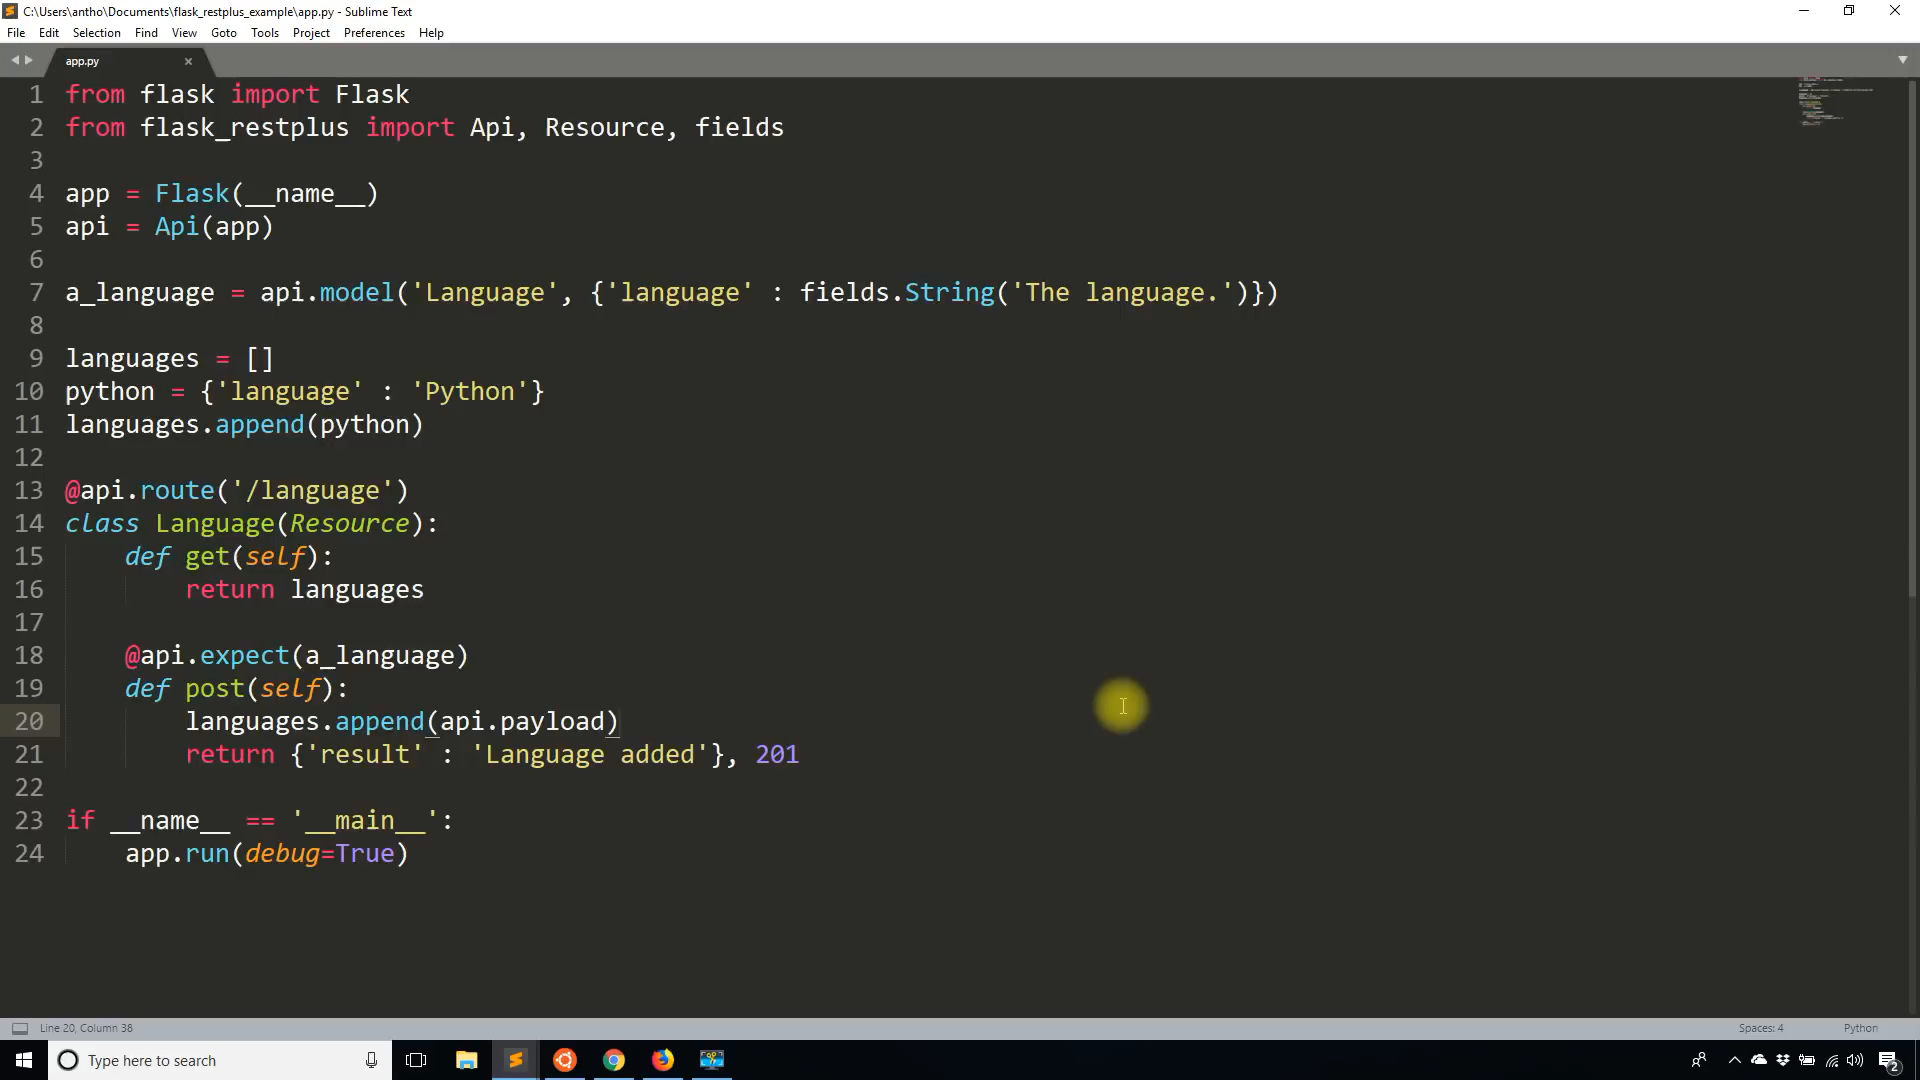 C:\Users\antho\Documents\flask_restplus_example\app.py - Sublime Text
File Edit Selection Find View Goto Tools Project Preferences Help
app.py ×
1 from flask import Flask
2 from flask_restplus import Api, Resource, fields
3
4 app = Flask(__name__)
5 api = Api(app)
6
7 a_language = api.model('Language', {'language' : fields.String('The language.')})
8
9 languages = []
10 python = {'language' : 'Python'}
11 languages.append(python)
12
13 @api.route('/language')
14 class Language(Resource):
15     def get(self):
16         return languages
17
18     @api.expect(a_language)
19     def post(self):
20         languages.append(api.payload)
21         return {'result' : 'Language added'}, 201
22
23 if __name__ == '__main__':
24     app.run(debug=True)
Line 20, Column 38 Spaces: 4 Python
Type here to search 2